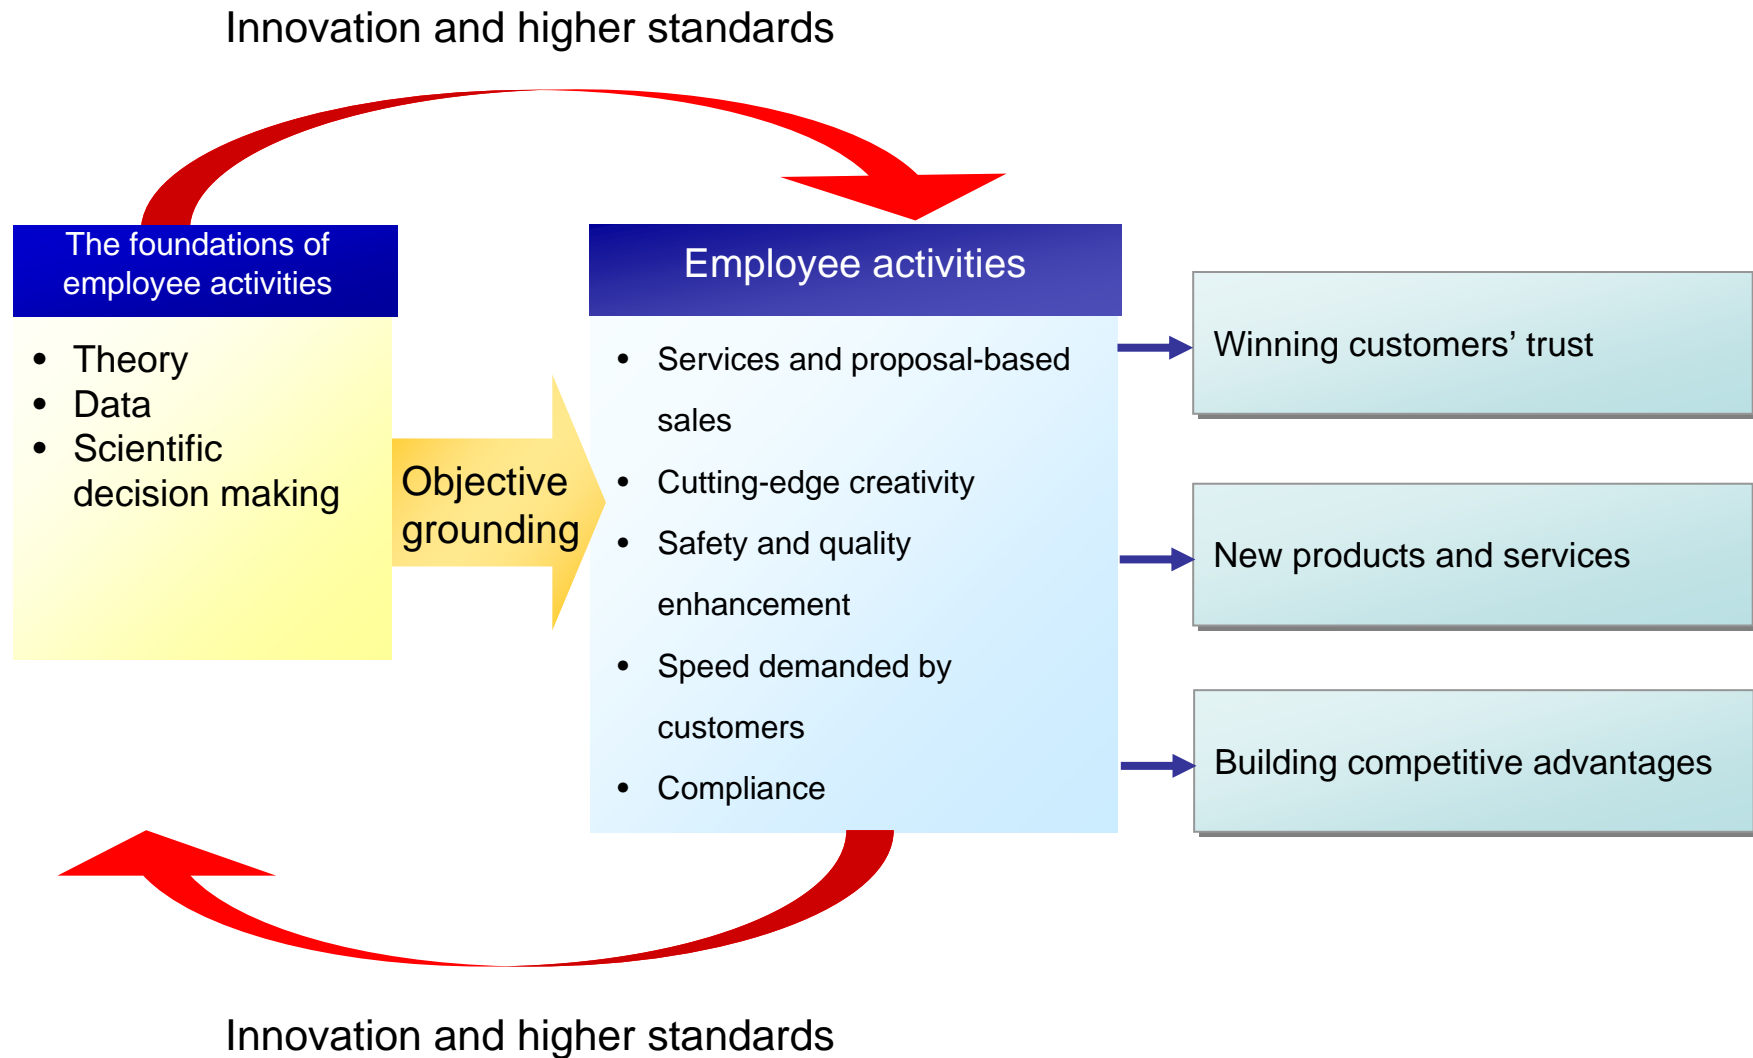 Innovation and higher standards
The foundations of
employee activities
• Theory
• Data
• Scientific
decision making
Objective
grounding
Employee activities
• Services and proposal-based
sales
• Cutting-edge creativity
• Safety and quality
enhancement
• Speed demanded by
customers
• Compliance
Winning customers’ trust
New products and services
Building competitive advantages
Innovation and higher standards